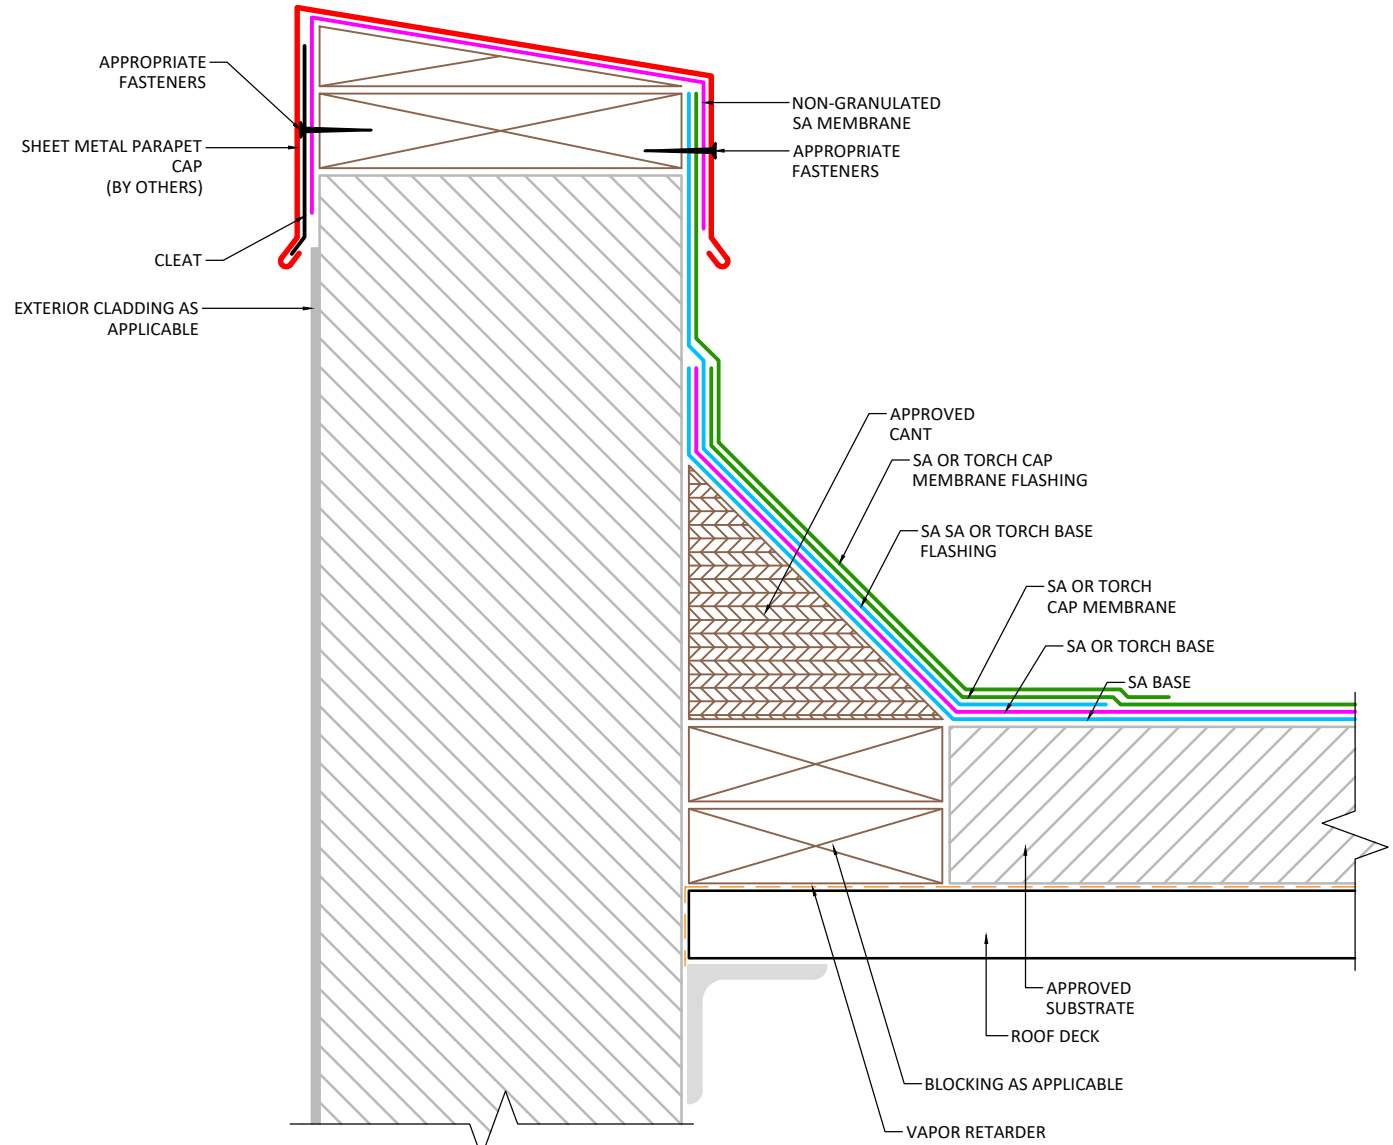 APPROPRIATE
FASTENERS
SHEET METAL PARAPET
CAP
(BY OTHERS)
CLEAT
EXTERIOR CLADDING AS
APPLICABLE
NON-GRANULATED
SA MEMBRANE
APPROPRIATE
FASTENERS
APPROVED
CANT
SA OR TORCH CAP
MEMBRANE FLASHING
SA SA OR TORCH BASE
FLASHING
SA OR TORCH
CAP MEMBRANE
SA OR TORCH BASE
SA BASE
APPROVED
SUBSTRATE
ROOF DECK
BLOCKING AS APPLICABLE
VAPOR RETARDER